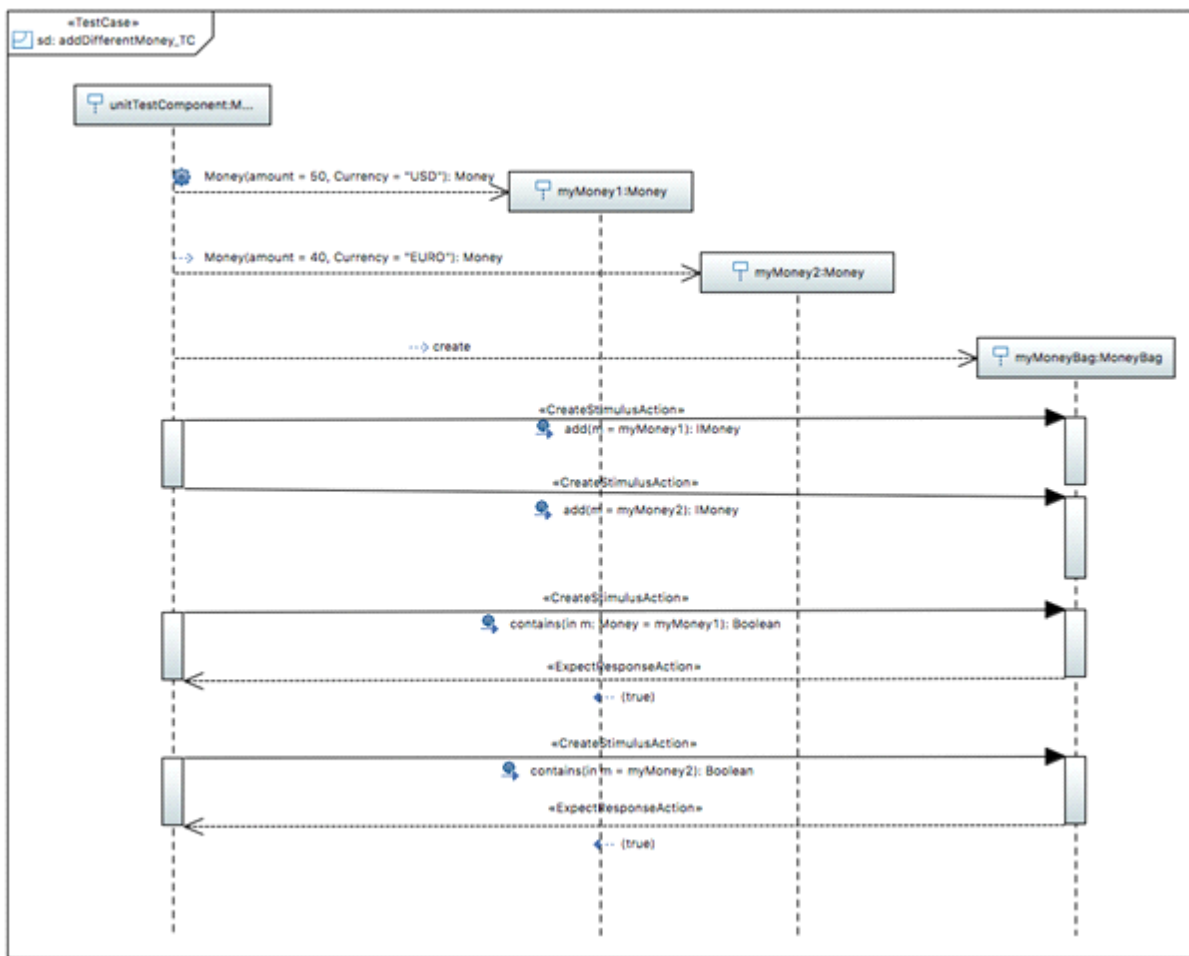 «TestCase»
sd: addDifferentMoney_TC
unitTestComponent:M...
Money(amount = 50, Currency = "USD"): Money
myMoney1:Money
Money(amount = 40, Currency = "EURO"): Money
myMoney2:Money
create
myMoneyBag:MoneyBag
«CreateStimulusAction»
add(m = myMoney1): IMoney
«CreateStimulusAction»
add(m = myMoney2): IMoney
«CreateStimulusAction»
contains(in m: Money = myMoney1): Boolean
«ExpectResponseAction»
(true)
«CreateStimulusAction»
contains(in m = myMoney2): Boolean
«ExpectResponseAction»
(true)